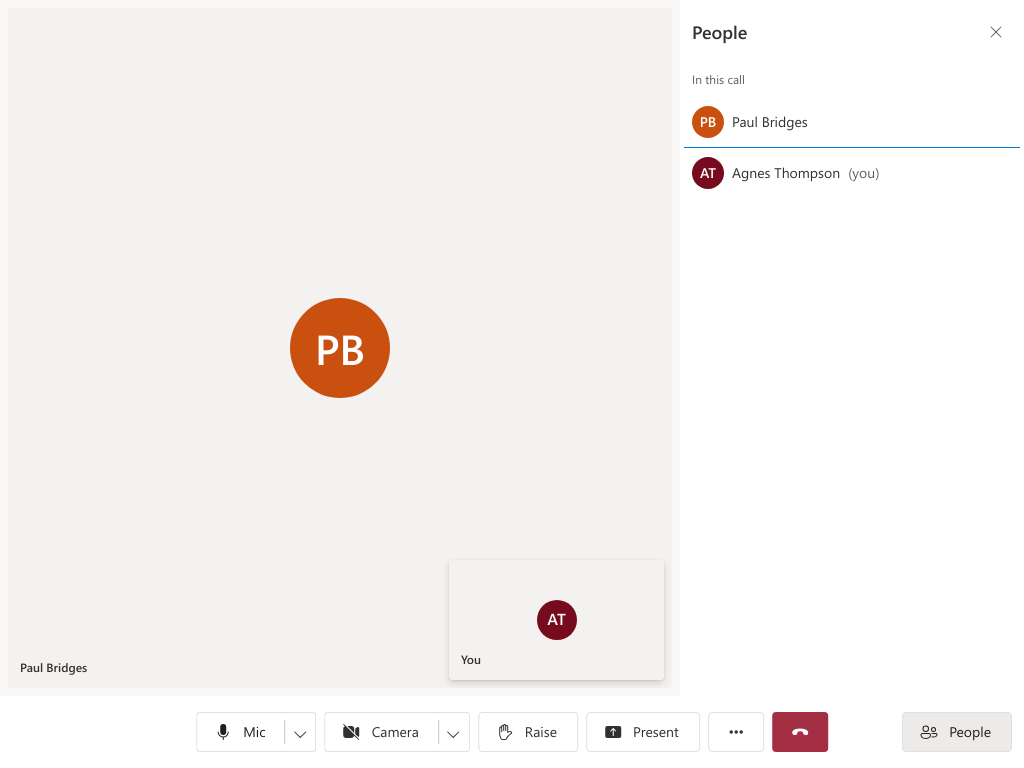 People
In this call
PB Paul Bridges
AT Agnes Thompson (you)
PB
AT
You
Paul Bridges
Mic
Camera
Raise
Present
People